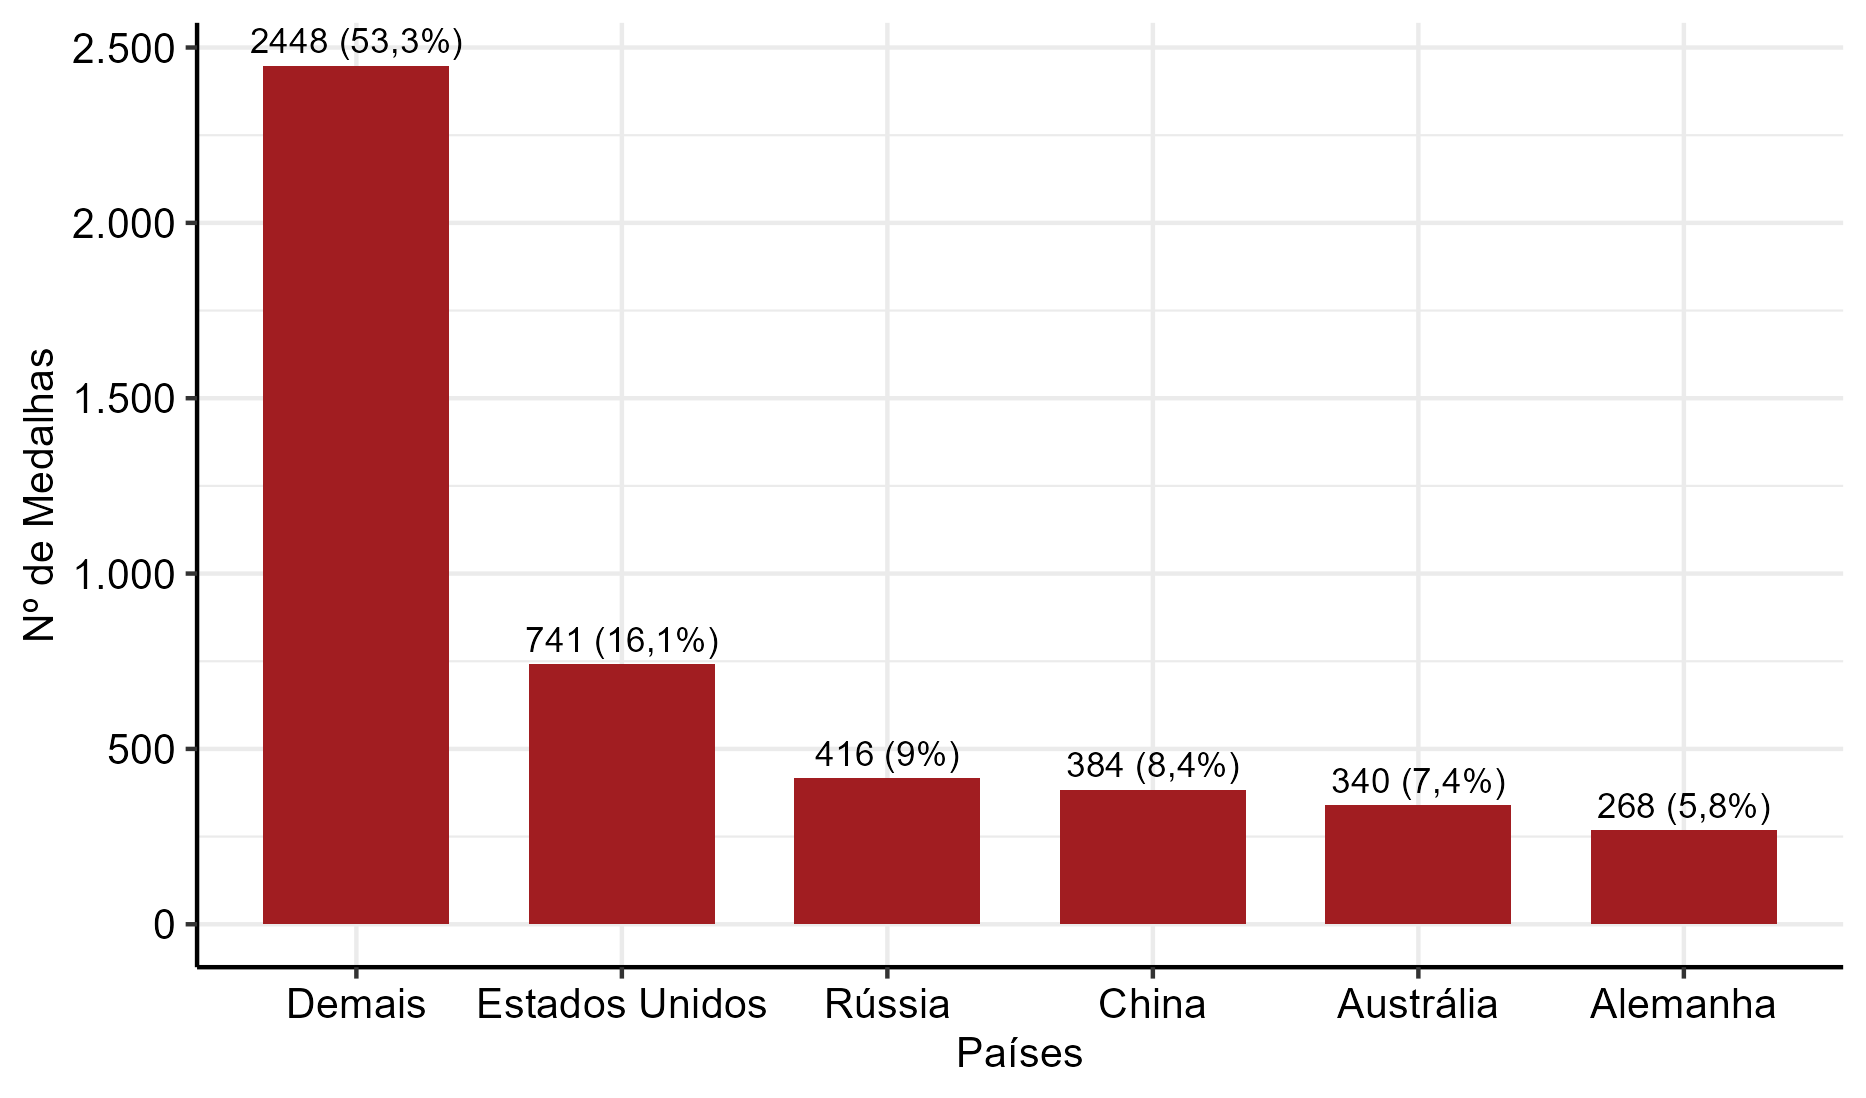 Nº de Medalhas
2.500
2.000
1.500
1.000
500
0
2448 (53,3%)
741 (16,1%)
416 (9%)
384 (8,4%)
340 (7,4%)
268 (5,8%)
Demais
Estados Unidos
Rússia
China
Austrália
Alemanha
Países